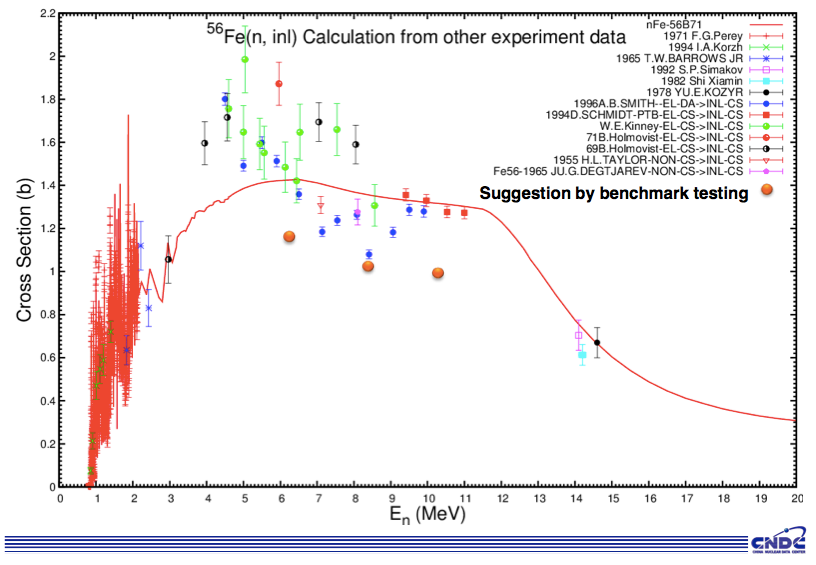 ⁵⁶Fe(n, inl) Calculation from other experiment data
nFe-56B71
1971 F.G.Perey
1994 I.A.Korzh
1965 T.W.BARROWS JR
1992 S.P.Simakov
1982 Shi Xiamin
1978 YU.E.KOZYR
1996A.B.SMITH--EL-DA->INL-CS
1994D.SCHMIDT-PTB-EL-CS->INL-CS
W.E.Kinney-EL-CS->INL-CS
71B.Holmovist-EL-CS->INL-CS
69B.Holmovist-EL-CS->INL-CS
1955 H.L.TAYLOR-NON-CS->INL-CS
Fe56-1965 JU.G.DEGTJAREV-NON-CS->INL-CS
Suggestion by benchmark testing
Cross Section (b)
2.2
2
1.8
1.6
1.4
1.2
1
0.8
0.6
0.4
0.2
0
0 1 2 3 4 5 6 7 8 9 10 11 12 13 14 15 16 17 18 19 20
Eₙ (MeV)
CNDC
CHINA NUCLEAR DATA CENTER